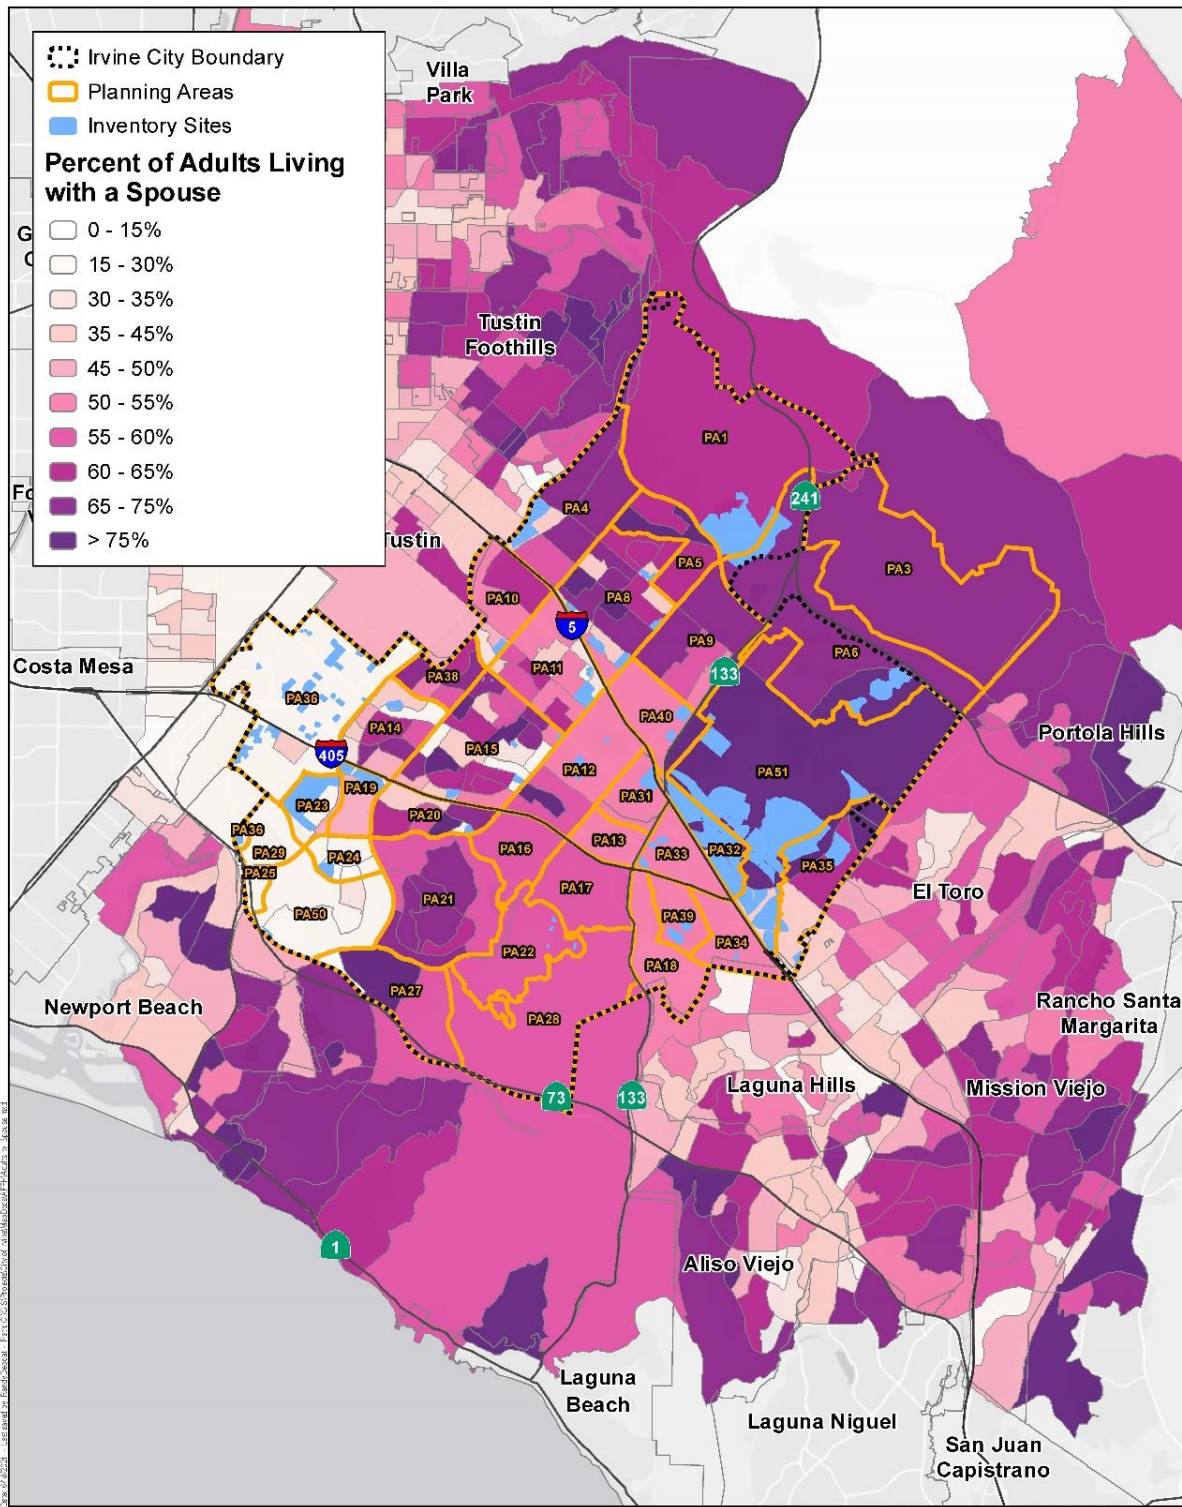 Irvine City Boundary
Planning Areas
Inventory Sites
Percent of Adults Living
with a Spouse
0 - 15%
15 - 30%
30 - 35%
35 - 45%
45 - 50%
50 - 55%
55 - 60%
60 - 65%
65 - 75%
> 75%
Villa
Park
Tustin
Foothills
Tustin
PA1
241
PA4
PA3
PA5
PA8
PA10
5
PA9
PA6
133
Costa Mesa
PA38
PA11
PA36
PA14
PA40
PA15
405
Portola Hills
PA12
PA51
PA19
PA23
PA31
PA20
PA36
PA13
PA16
PA29
PA24
PA33
PA32
PA25
PA35
PA17
El Toro
PA21
PA50
PA39
PA22
PA34
PA18
PA27
Newport Beach
PA28
Rancho Santa
Margarita
Laguna Hills
Mission Viejo
73
133
1
Aliso Viejo
Laguna
Beach
Laguna Niguel
San Juan
Capistrano